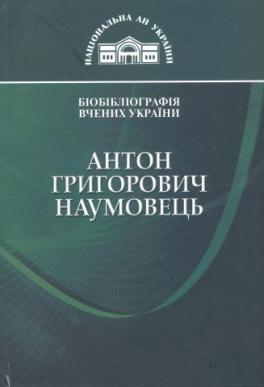 НАЦІОНАЛЬНА АН УКРАЇНИ
БІОБІБЛІОГРАФІЯ
ВЧЕНИХ УКРАЇНИ
АНТОН
ГРИГОРОВИЧ
НАУМОВЕЦЬ